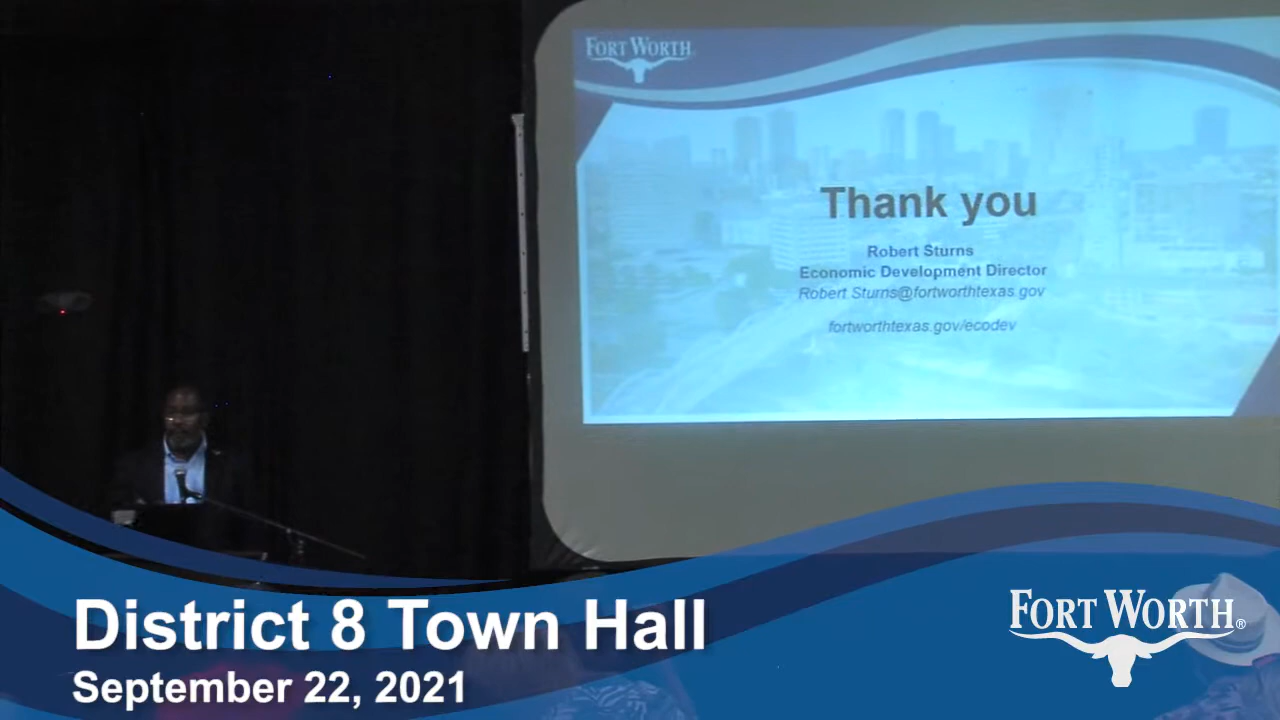 FORT WORTH
Thank you
Robert Sturns
Economic Development Director
Robert Sturns@fortworthtexas.gov
fortworthtexas.gov/ecodev
District 8 Town Hall
September 22, 2021
FORT WORTH®